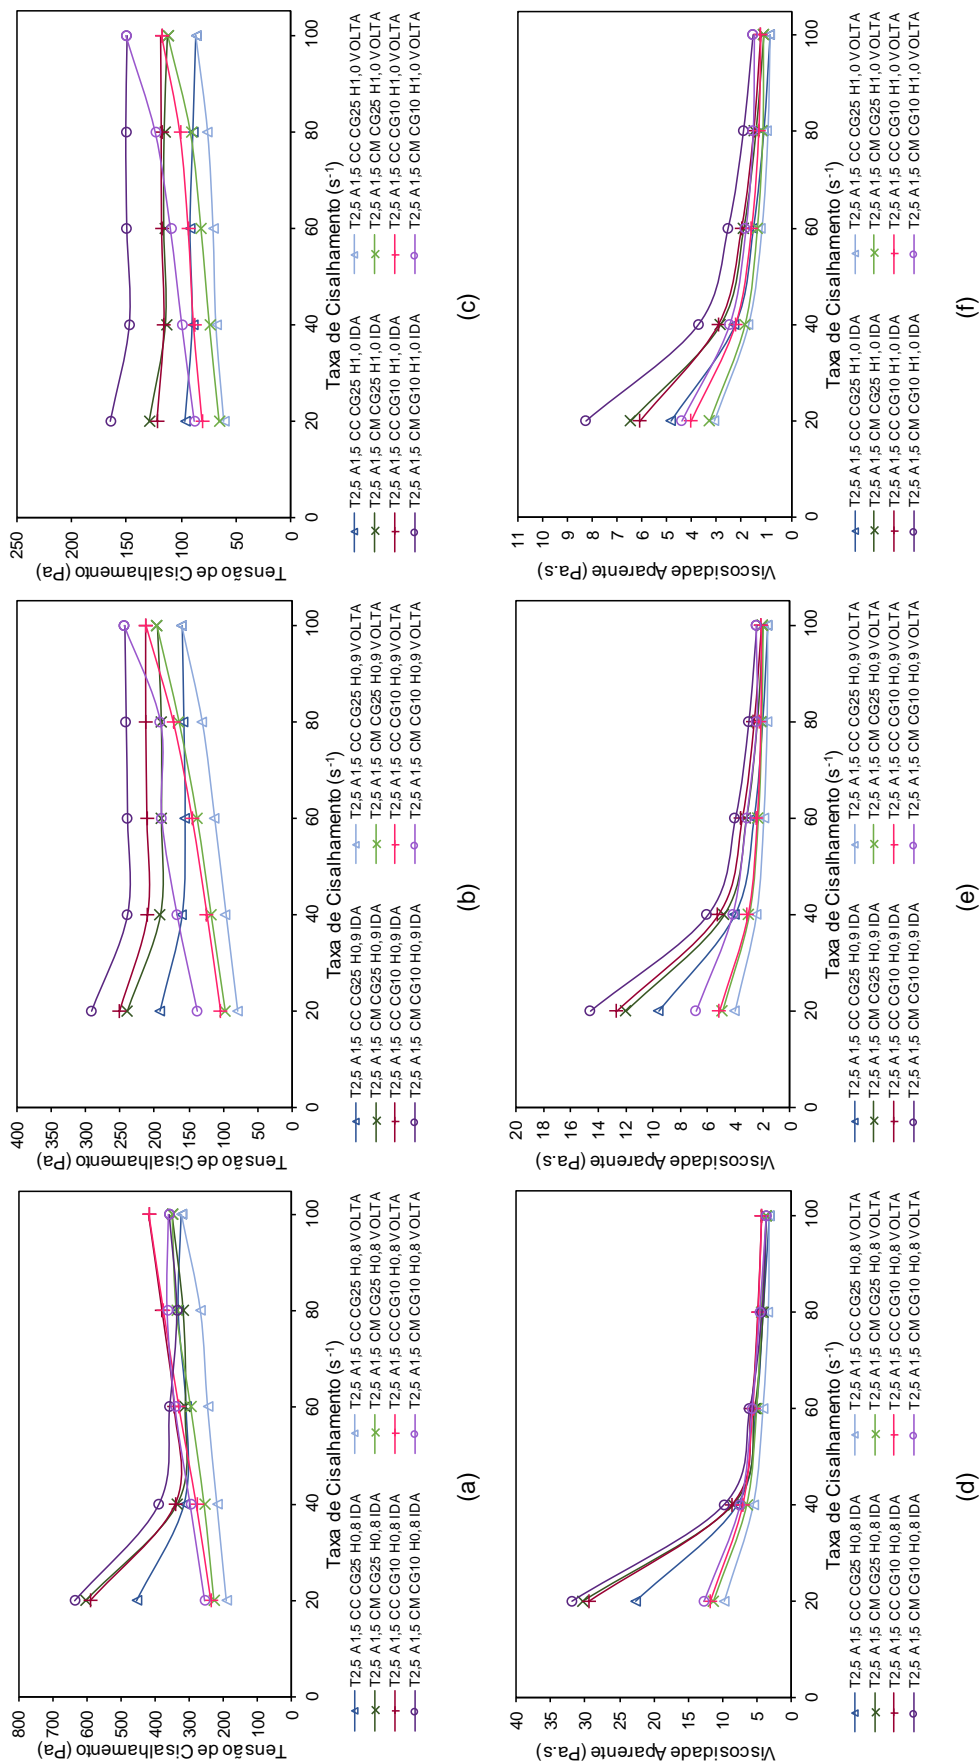 Tensão de Cisalhamento (Pa)
800
700
600
500
400
300
200
100
0
0 20 40 60 80 100
Taxa de Cisalhamento (s⁻¹)
T2,5 A1,5 CC CG25 H0,8 IDA T2,5 A1,5 CC CG25 H0,8 VOLTA
T2,5 A1,5 CM CG25 H0,8 IDA T2,5 A1,5 CM CG25 H0,8 VOLTA
T2,5 A1,5 CC CG10 H0,8 IDA T2,5 A1,5 CC CG10 H0,8 VOLTA
T2,5 A1,5 CM CG10 H0,8 IDA T2,5 A1,5 CM CG10 H0,8 VOLTA
(a)
Tensão de Cisalhamento (Pa)
400
350
300
250
200
150
100
50
0
0 20 40 60 80 100
Taxa de Cisalhamento (s⁻¹)
T2,5 A1,5 CC CG25 H0,9 IDA T2,5 A1,5 CC CG25 H0,9 VOLTA
T2,5 A1,5 CM CG25 H0,9 IDA T2,5 A1,5 CM CG25 H0,9 VOLTA
T2,5 A1,5 CC CG10 H0,9 IDA T2,5 A1,5 CC CG10 H0,9 VOLTA
T2,5 A1,5 CM CG10 H0,9 IDA T2,5 A1,5 CM CG10 H0,9 VOLTA
(b)
Tensão de Cisalhamento (Pa)
250
200
150
100
50
0
0 20 40 60 80 100
Taxa de Cisalhamento (s⁻¹)
T2,5 A1,5 CC CG25 H1,0 IDA T2,5 A1,5 CC CG25 H1,0 VOLTA
T2,5 A1,5 CM CG25 H1,0 IDA T2,5 A1,5 CM CG25 H1,0 VOLTA
T2,5 A1,5 CC CG10 H1,0 IDA T2,5 A1,5 CC CG10 H1,0 VOLTA
T2,5 A1,5 CM CG10 H1,0 IDA T2,5 A1,5 CM CG10 H1,0 VOLTA
(c)
Viscosidade Aparente (Pa.s)
40
35
30
25
20
15
10
5
0
0 20 40 60 80 100
Taxa de Cisalhamento (s⁻¹)
T2,5 A1,5 CC CG25 H0,8 IDA T2,5 A1,5 CC CG25 H0,8 VOLTA
T2,5 A1,5 CM CG25 H0,8 IDA T2,5 A1,5 CM CG25 H0,8 VOLTA
T2,5 A1,5 CC CG10 H0,8 IDA T2,5 A1,5 CC CG10 H0,8 VOLTA
T2,5 A1,5 CM CG10 H0,8 IDA T2,5 A1,5 CM CG10 H0,8 VOLTA
(d)
Viscosidade Aparente (Pa.s)
20
18
16
14
12
10
8
6
4
2
0
0 20 40 60 80 100
Taxa de Cisalhamento (s⁻¹)
T2,5 A1,5 CC CG25 H0,9 IDA T2,5 A1,5 CC CG25 H0,9 VOLTA
T2,5 A1,5 CM CG25 H0,9 IDA T2,5 A1,5 CM CG25 H0,9 VOLTA
T2,5 A1,5 CC CG10 H0,9 IDA T2,5 A1,5 CC CG10 H0,9 VOLTA
T2,5 A1,5 CM CG10 H0,9 IDA T2,5 A1,5 CM CG10 H0,9 VOLTA
(e)
Viscosidade Aparente (Pa.s)
11
10
9
8
7
6
5
4
3
2
1
0
0 20 40 60 80 100
Taxa de Cisalhamento (s⁻¹)
T2,5 A1,5 CC CG25 H1,0 IDA T2,5 A1,5 CC CG25 H1,0 VOLTA
T2,5 A1,5 CM CG25 H1,0 IDA T2,5 A1,5 CM CG25 H1,0 VOLTA
T2,5 A1,5 CC CG10 H1,0 IDA T2,5 A1,5 CC CG10 H1,0 VOLTA
T2,5 A1,5 CM CG10 H1,0 IDA T2,5 A1,5 CM CG10 H1,0 VOLTA
(f)